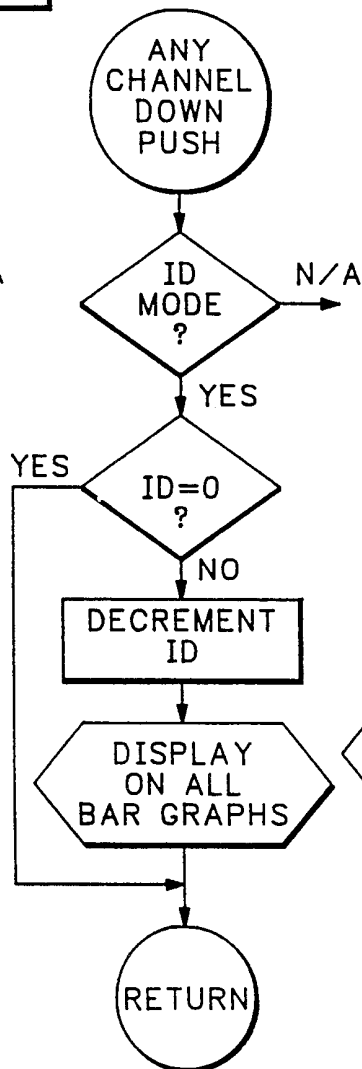 ANY
CHANNEL
DOWN
PUSH
ID
MODE
?
N/A
YES
YES
ID=0
?
NO
DECREMENT
ID
DISPLAY
ON ALL
BAR GRAPHS
RETURN